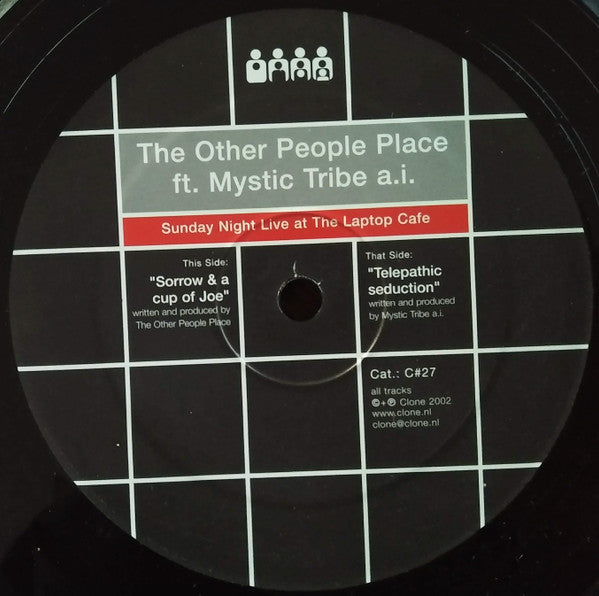 The Other People Place
ft. Mystic Tribe a.i.
Sunday Night Live at The Laptop Cafe
This Side:
"Sorrow & a
cup of Joe"
written and produced by
The Other People Place
That Side:
"Telepathic
seduction"
written and produced
by Mystic Tribe a.i.
Cat.: C#27
all tracks
©+℗ Clone 2002
www.clone.nl
clone@clone.nl